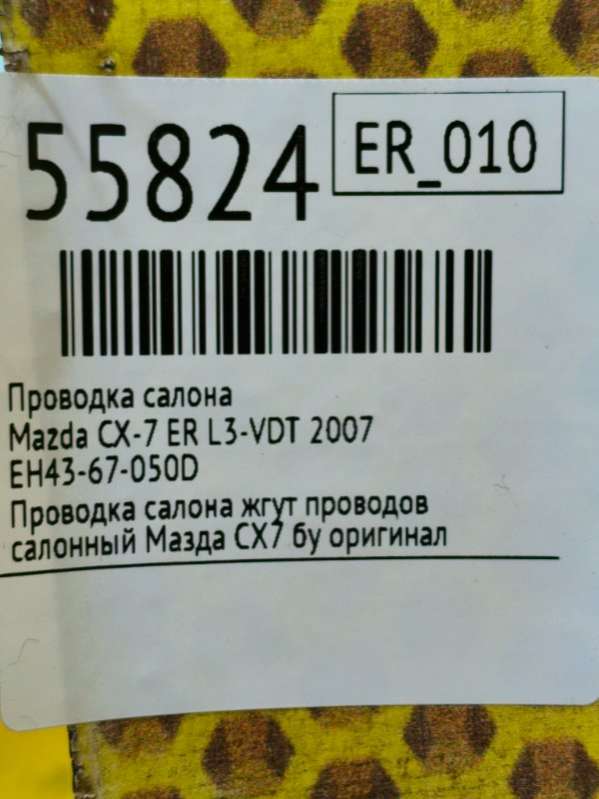 55824
ER_010
Проводка салона
Mazda CX-7 ER L3-VDT 2007
EH43-67-050D
Проводка салона жгут проводов
салонный Мазда СХ7 бу оригинал